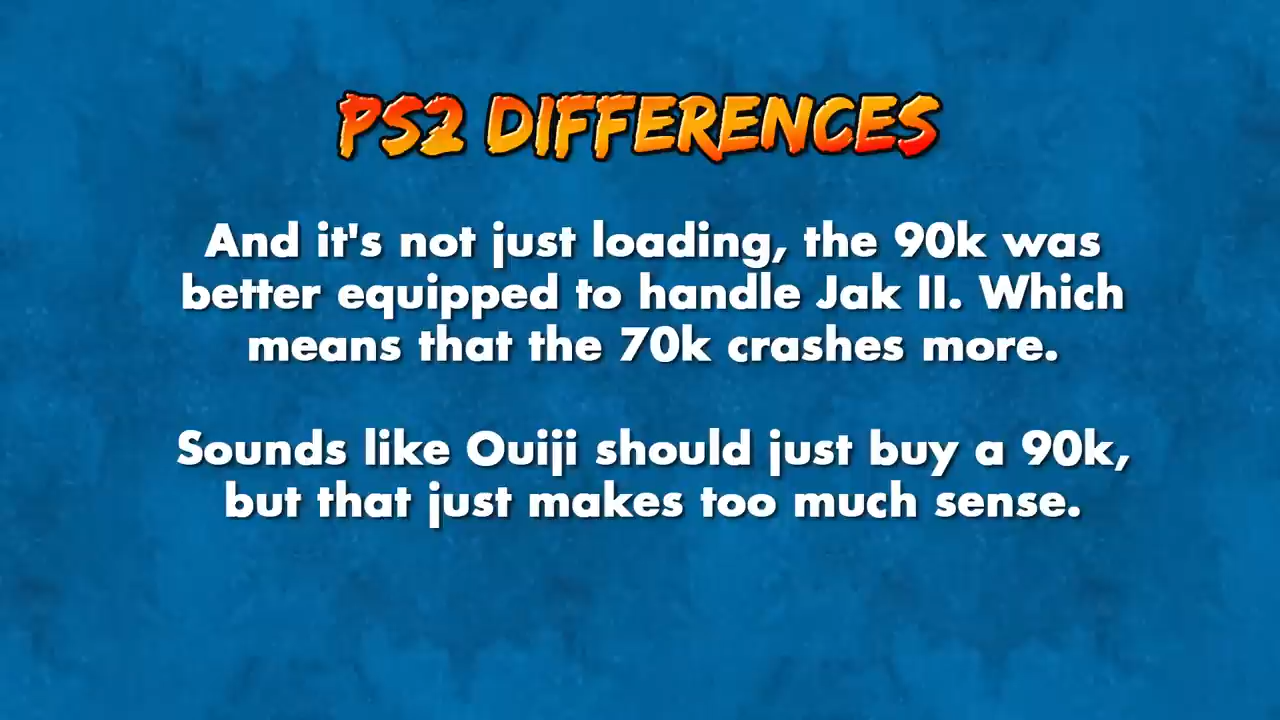 PS2 DIFFERENCES
And it's not just loading, the 90k was
better equipped to handle Jak II. Which
means that the 70k crashes more.
Sounds like Ouiji should just buy a 90k,
but that just makes too much sense.